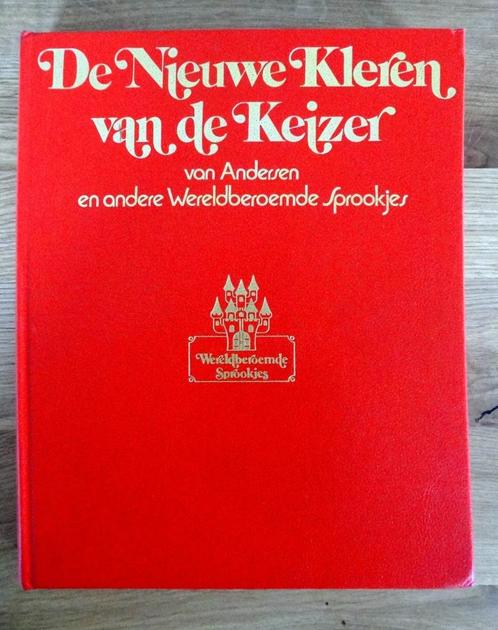 De Nieuwe Kleren
van de Keizer
van Andersen
en andere Wereldberoemde Sprookjes
Wereldberoemde
Sprookjes